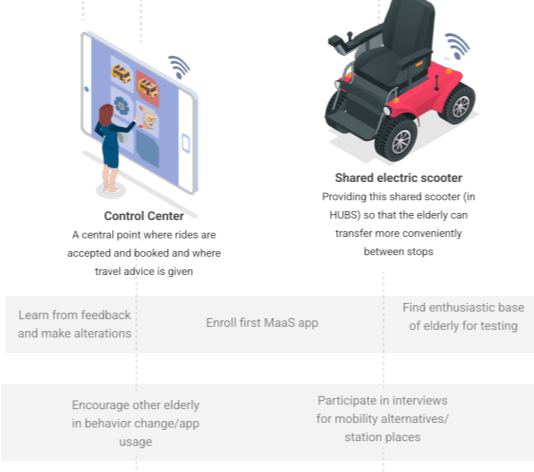 Control Center
A central point where rides are
accepted and booked and where
travel advice is given
Shared electric scooter
Providing this shared scooter (in
HUBS) so that the elderly can
transfer more conveniently
between stops
Learn from feedback
and make alterations
Enroll first MaaS app
Find enthusiastic base
of elderly for testing
Encourage other elderly
in behavior change/app
usage
Participate in interviews
for mobility alternatives/
station places